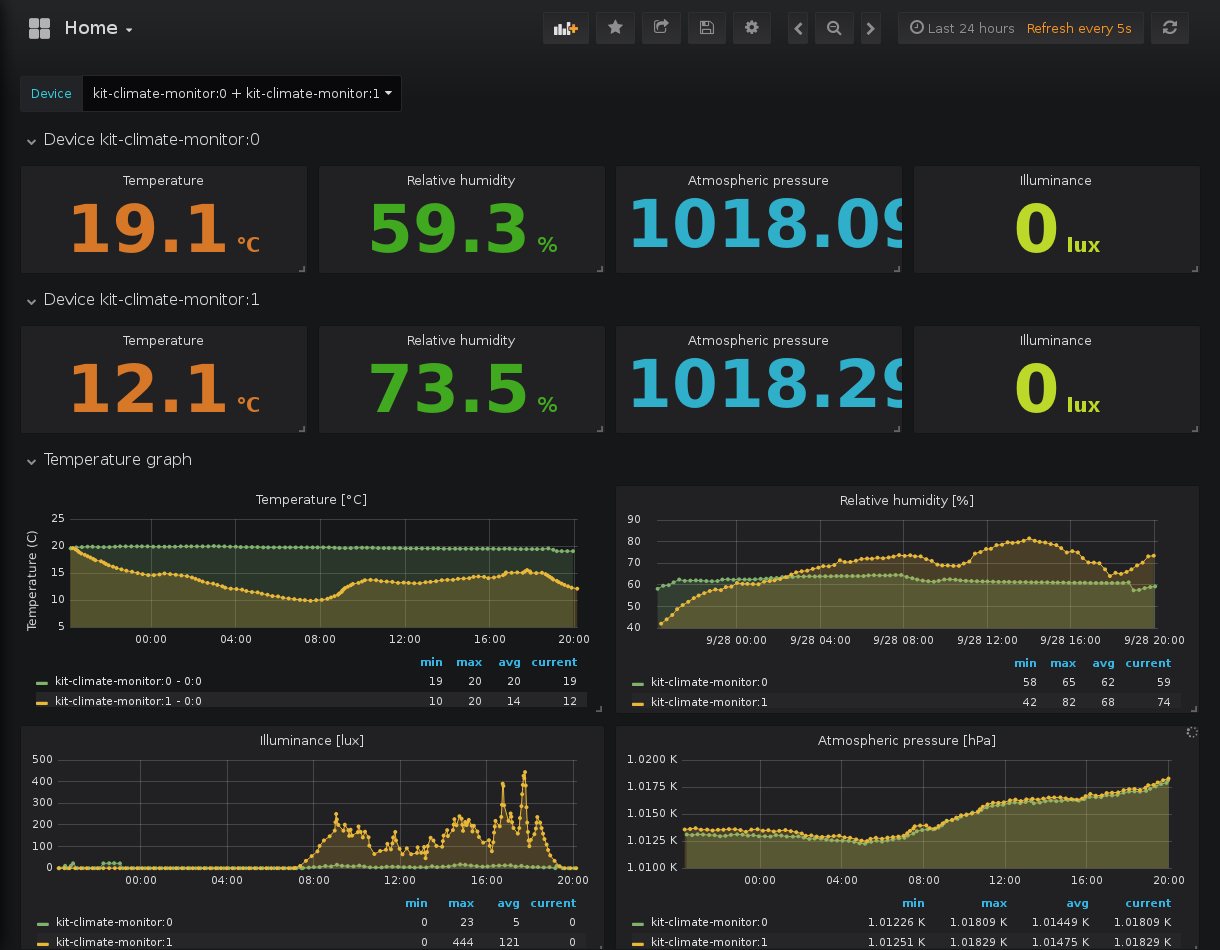 Home
Last 24 hours Refresh every 5s
Device kit-climate-monitor:0 + kit-climate-monitor:1
Device kit-climate-monitor:0
Temperature Relative humidity Atmospheric pressure Illuminance
19.1 °C 59.3 % 1018.09 0 lux
Device kit-climate-monitor:1
Temperature Relative humidity Atmospheric pressure Illuminance
12.1 °C 73.5 % 1018.29 0 lux
Temperature graph
Temperature [°C]
Temperature (C)
25
20
15
10
5
00:00 04:00 08:00 12:00 16:00 20:00
min max avg current
kit-climate-monitor:0 - 0:0 19 20 20 19
kit-climate-monitor:1 - 0:0 10 20 14 12
Relative humidity [%]
90
80
70
60
50
40
9/28 00:00 9/28 04:00 9/28 08:00 9/28 12:00 9/28 16:00 9/28 20:00
min max avg current
kit-climate-monitor:0 58 65 62 59
kit-climate-monitor:1 42 82 68 74
Illuminance [lux]
500
400
300
200
100
0
00:00 04:00 08:00 12:00 16:00 20:00
min max avg current
kit-climate-monitor:0 0 23 5 0
kit-climate-monitor:1 0 444 121 0
Atmospheric pressure [hPa]
1.0200 K
1.0175 K
1.0150 K
1.0125 K
1.0100 K
00:00 04:00 08:00 12:00 16:00 20:00
min max avg current
kit-climate-monitor:0 1.01226 K 1.01809 K 1.01449 K 1.01809 K
kit-climate-monitor:1 1.01251 K 1.01829 K 1.01475 K 1.01829 K